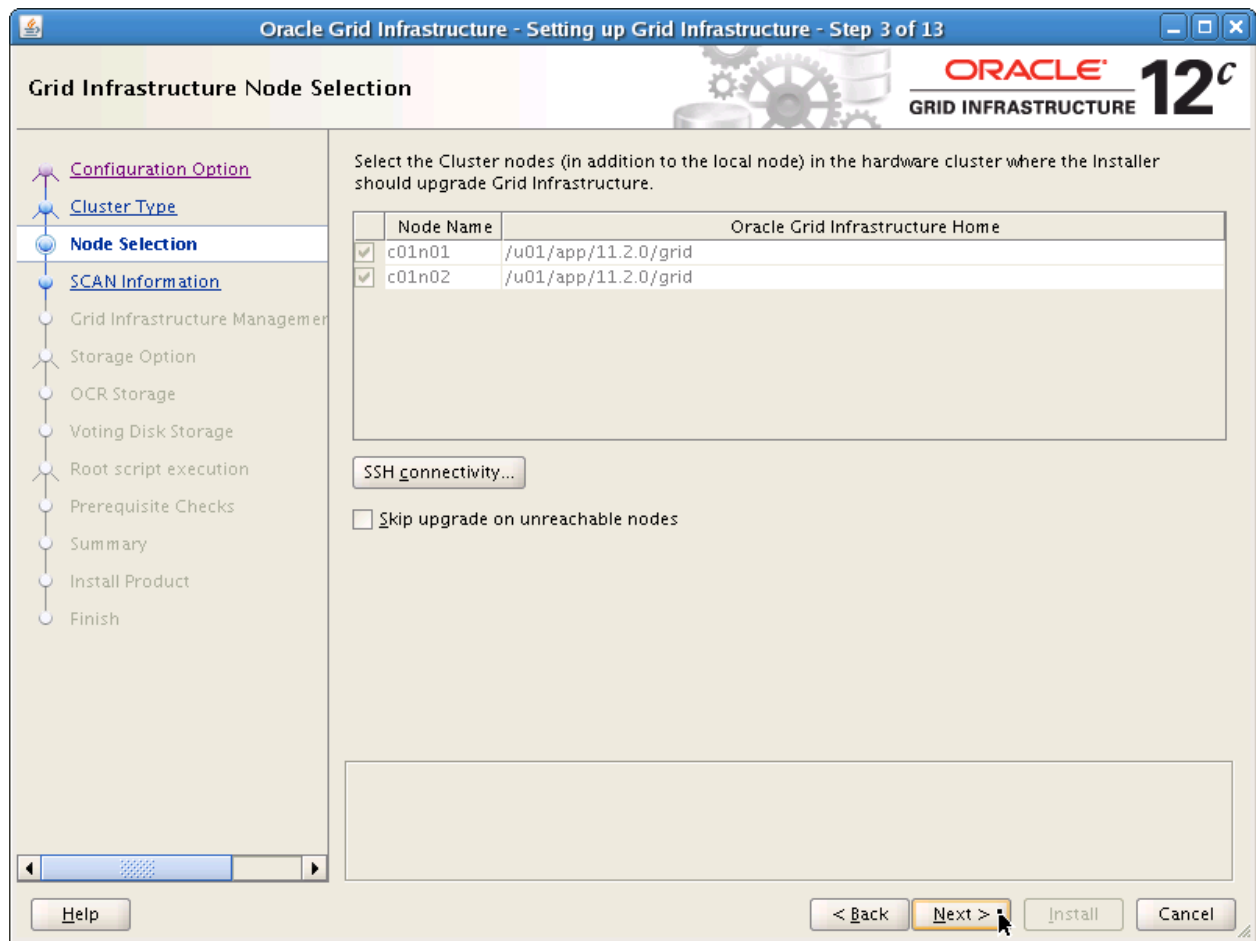 Oracle Grid Infrastructure - Setting up Grid Infrastructure - Step 3 of 13
Grid Infrastructure Node Selection
ORACLE
GRID INFRASTRUCTURE
12c
Configuration Option
Cluster Type
Node Selection
SCAN Information
Grid Infrastructure Managemer
Storage Option
OCR Storage
Voting Disk Storage
Root script execution
Prerequisite Checks
Summary
Install Product
Finish
Select the Cluster nodes (in addition to the local node) in the hardware cluster where the Installer
should upgrade Grid Infrastructure.
Node Name Oracle Grid Infrastructure Home
c01n01 /u01/app/11.2.0/grid
c01n02 /u01/app/11.2.0/grid
SSH connectivity...
Skip upgrade on unreachable nodes
Help < Back Next > Install Cancel